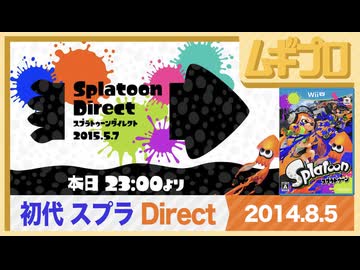 ムギプロ
Splatoon
Direct
スプラトゥーンダイレクト
2015.5.7
本日 23:00より
Wii U
Splatoon
スプラトゥーン
初代 スプラ Direct
2014.8.5